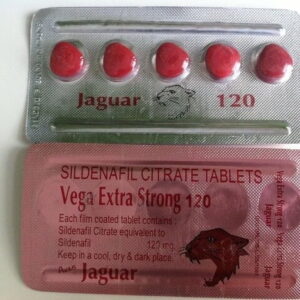 Jaguar 120
SILDENAFIL CITRATE TABLETS
Vega Extra Strong 120
Each film coated tablet contains :
Sildenafil Citrate equivalent to
Sildenafil 120 mg.
Keep in a cool, dry & dark place.
Jaguar
Jaguar